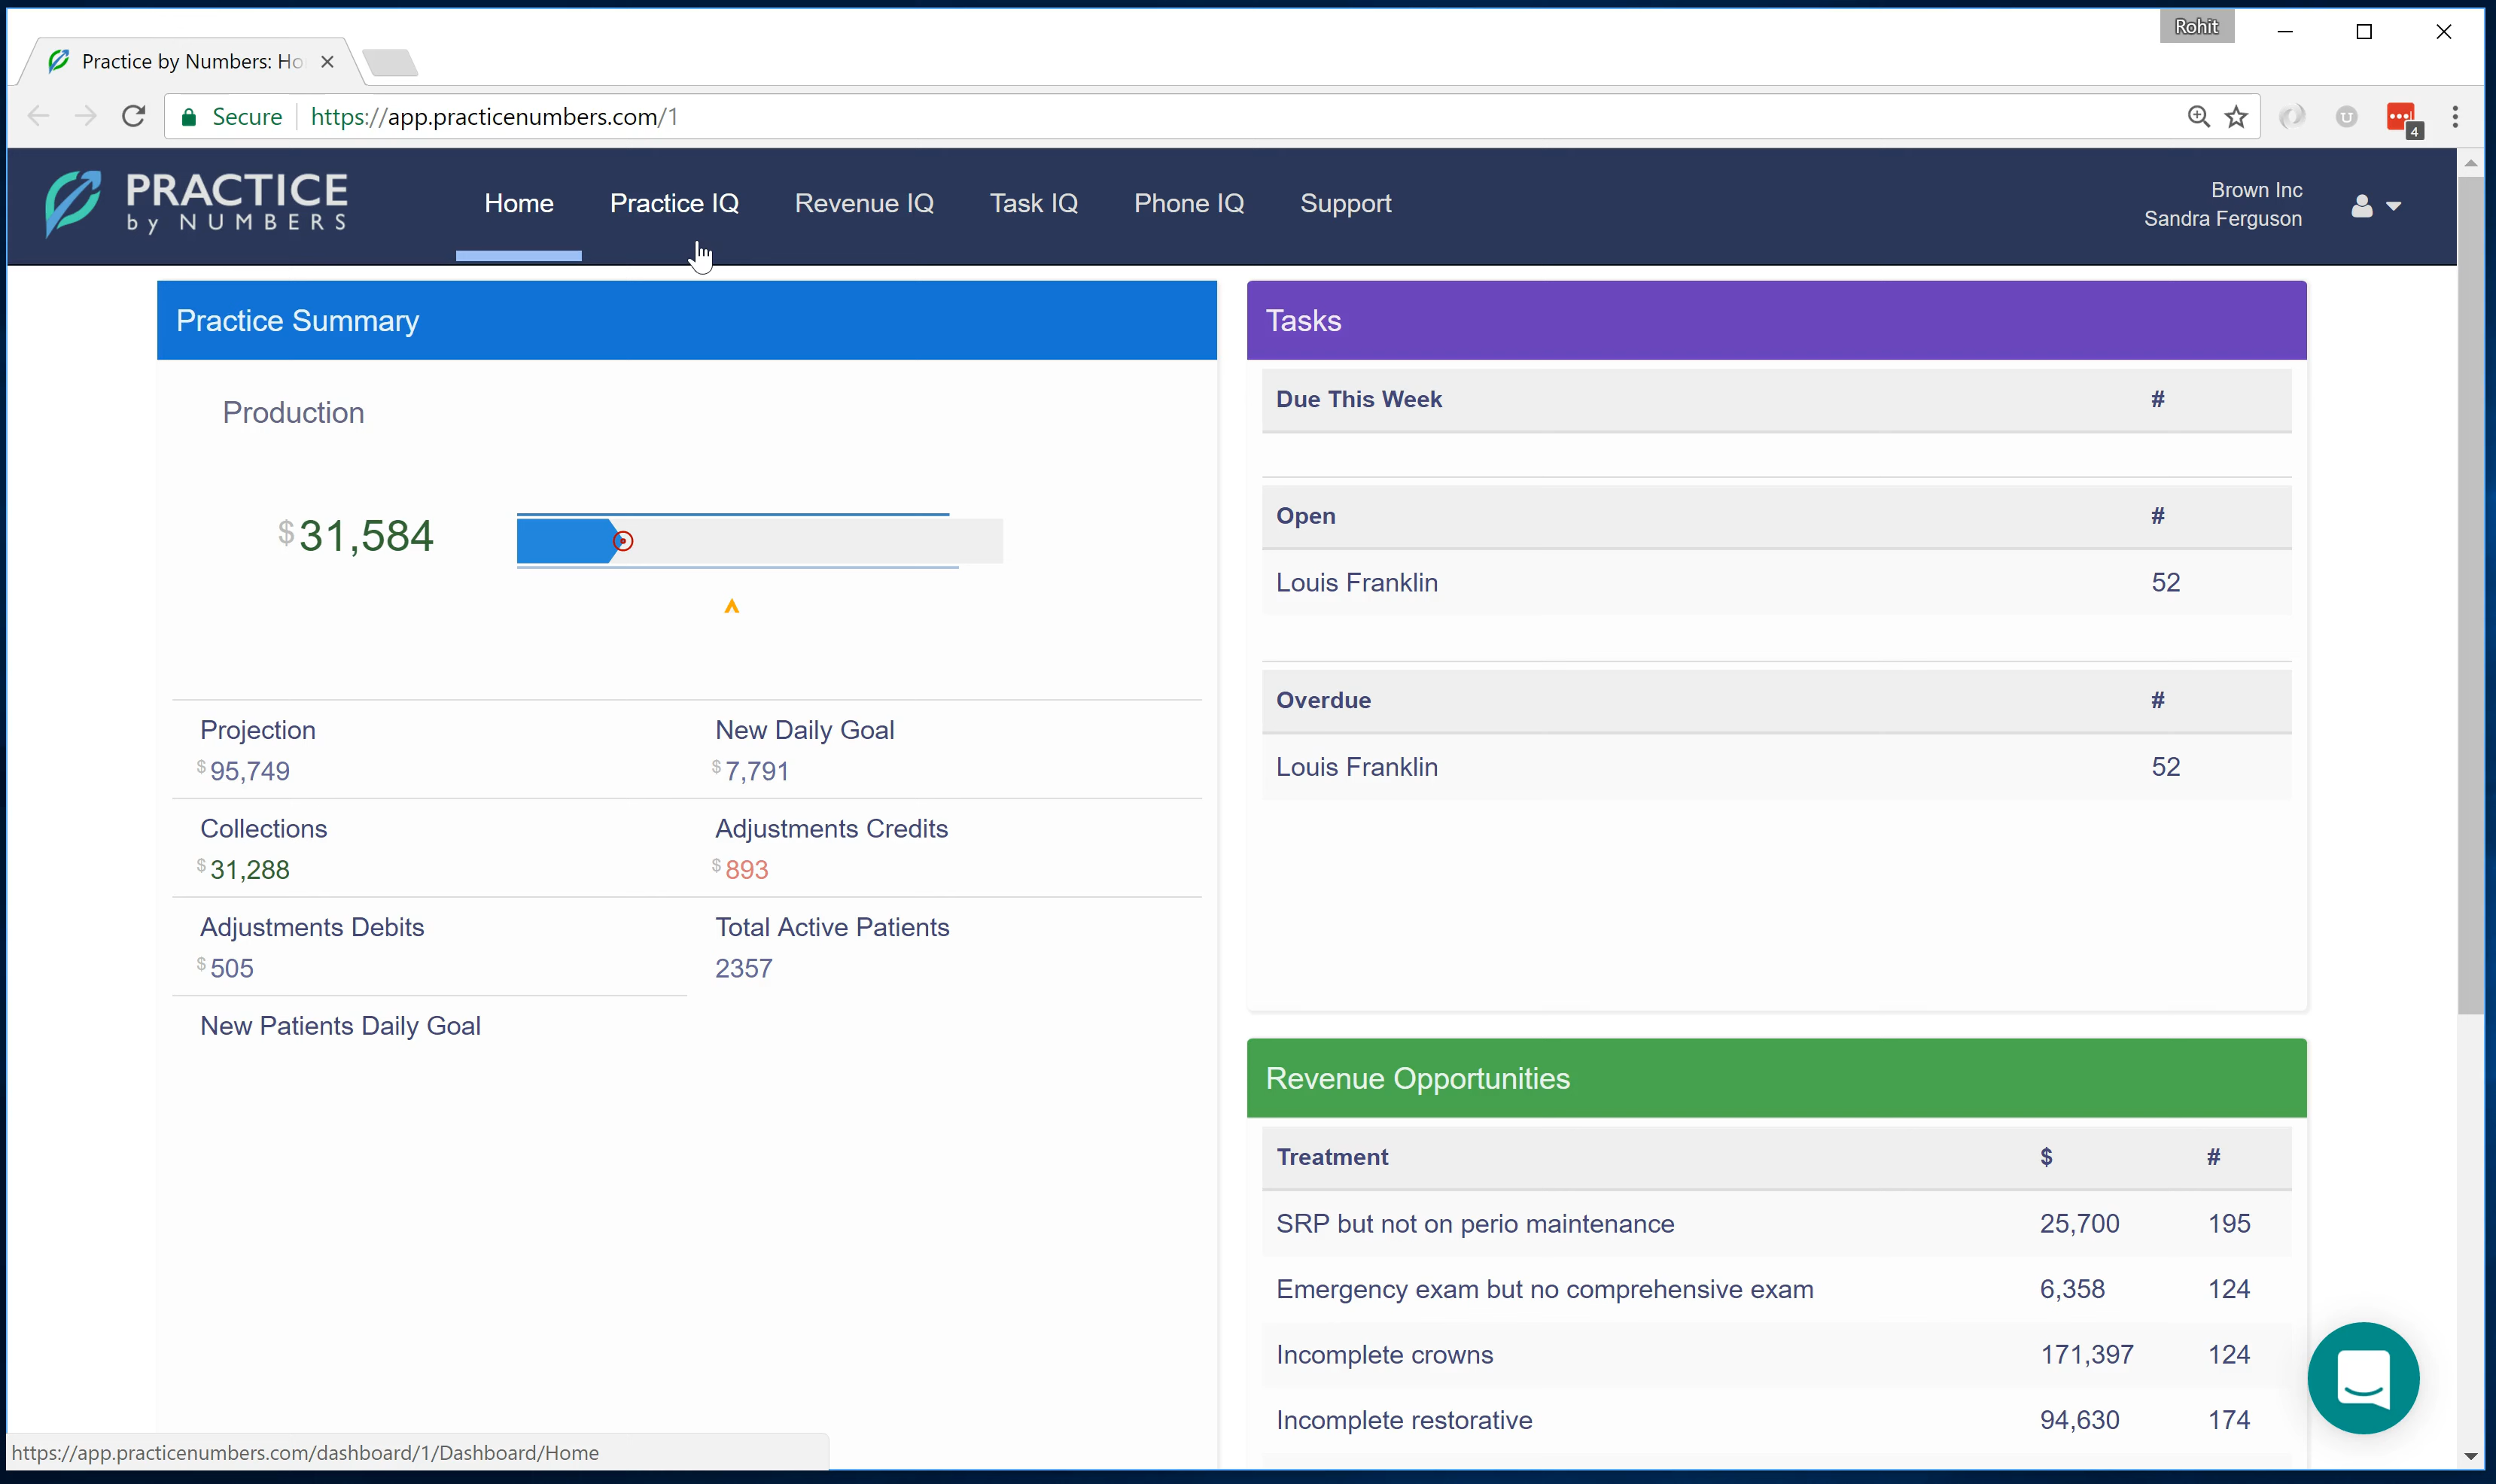 Rohit
Practice by Numbers: Ho
Secure https://app.practicenumbers.com/1
4
PRACTICE
by NUMBERS
Home Practice IQ Revenue IQ Task IQ Phone IQ Support
Brown Inc
Sandra Ferguson
Practice Summary
Production
$31,584
Projection New Daily Goal
$95,749 $7,791
Collections Adjustments Credits
$31,288 $893
Adjustments Debits Total Active Patients
$505 2357
New Patients Daily Goal
Tasks
Due This Week #
Open #
Louis Franklin 52
Overdue #
Louis Franklin 52
Revenue Opportunities
Treatment $ #
SRP but not on perio maintenance 25,700 195
Emergency exam but no comprehensive exam 6,358 124
Incomplete crowns 171,397 124
Incomplete restorative 94,630 174
https://app.practicenumbers.com/dashboard/1/Dashboard/Home